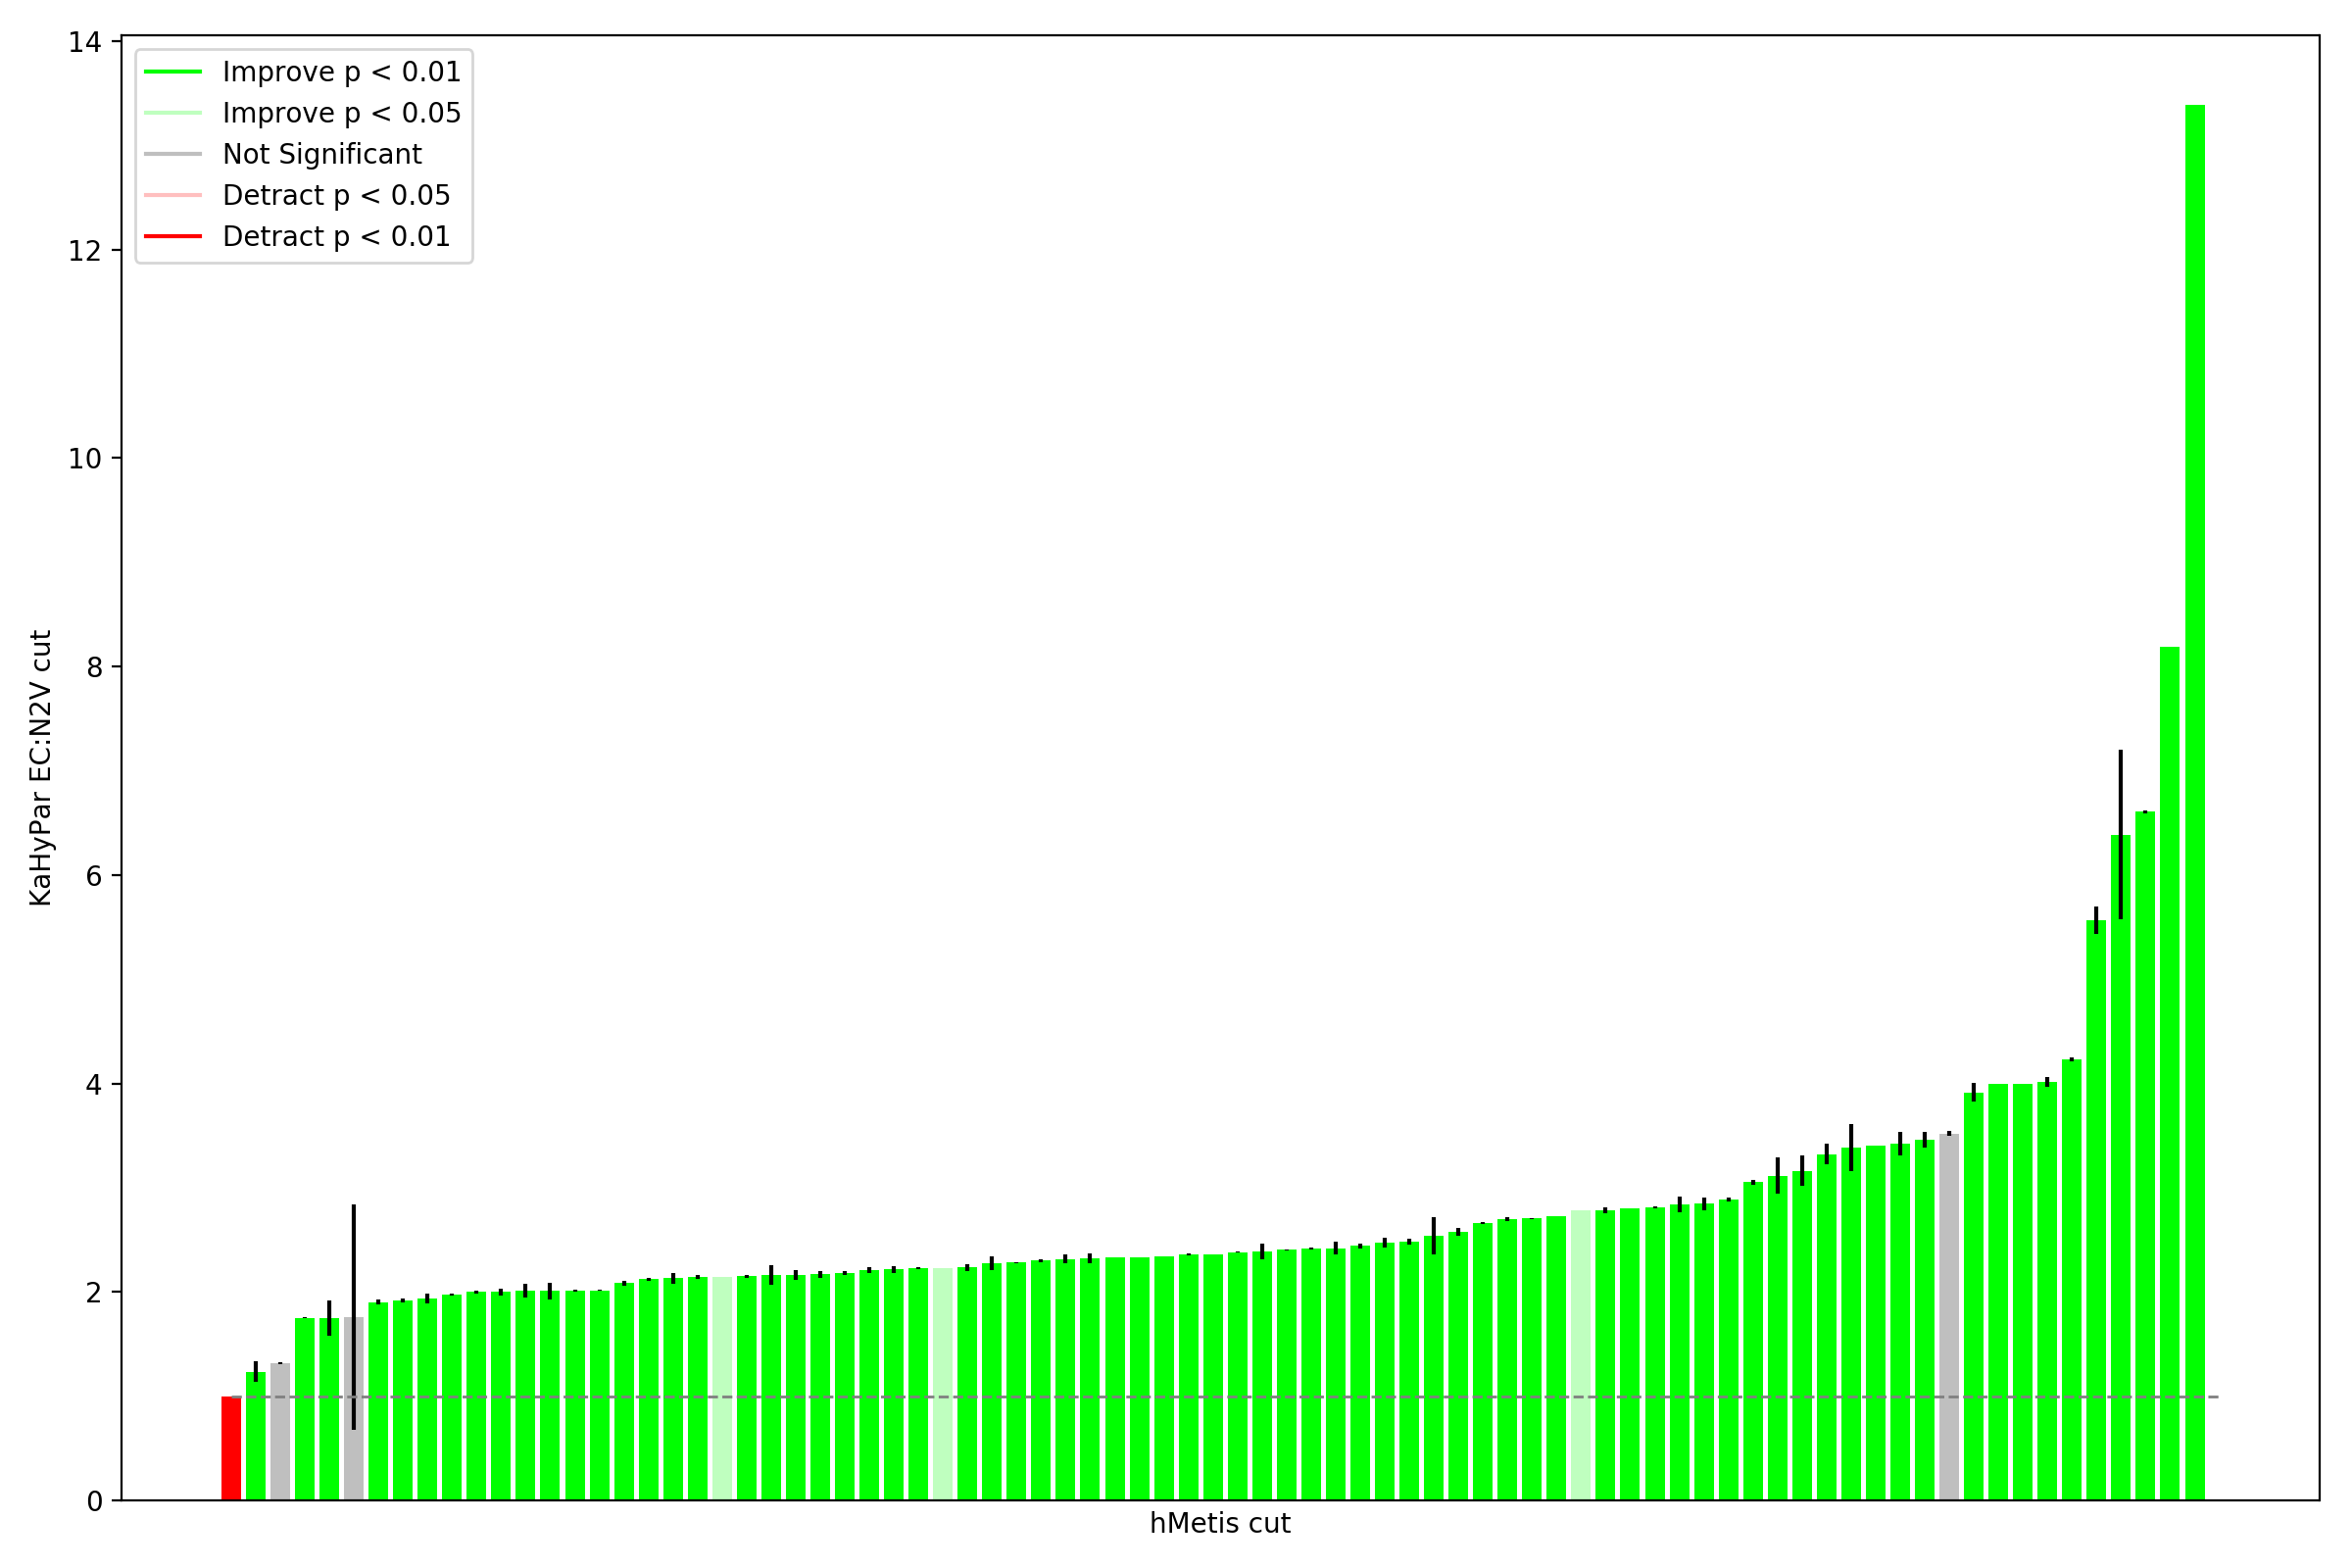 14
12
10
8
6
4
2
0
KaHyPar EC:N2V cut
Improve p < 0.01
Improve p < 0.05
Not Significant
Detract p < 0.05
Detract p < 0.01
hMetis cut